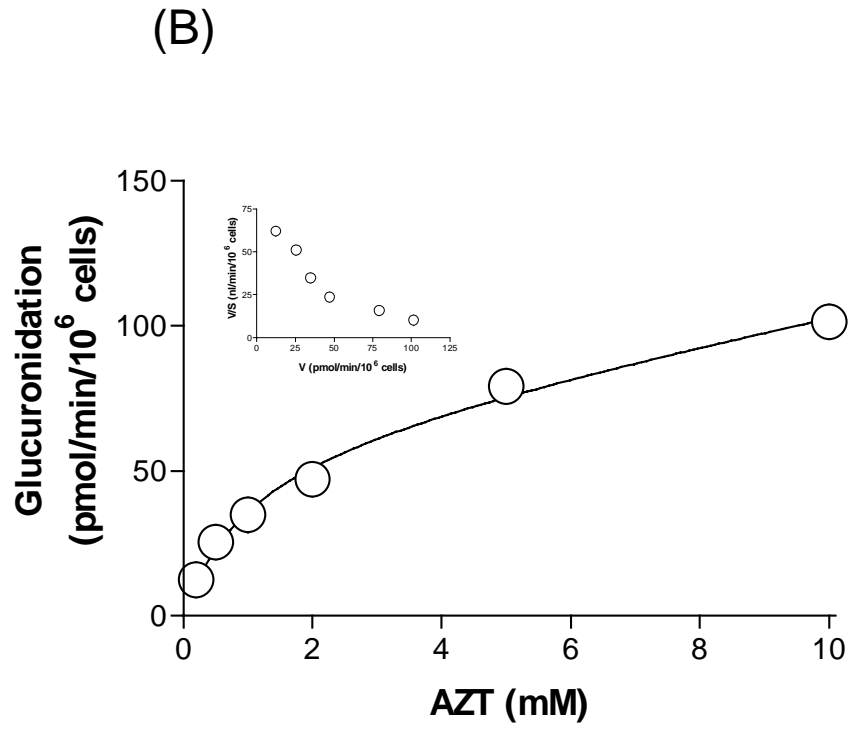 (B)
Glucuronidation
(pmol/min/10⁶ cells)
150
100
50
0
0 2 4 6 8 10
AZT (mM)
V/S (nl/min/10⁶ cells)
75
50
25
0
0 25 50 75 100 125
V (pmol/min/10⁶ cells)